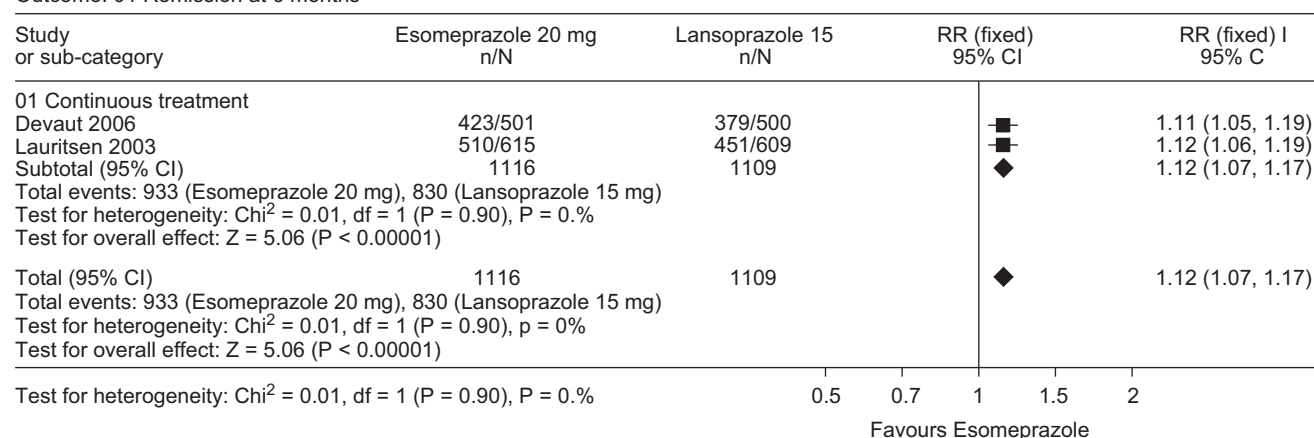 Study Esomeprazole 20 mg Lansoprazole 15 RR (fixed) RR (fixed) I
or sub-category n/N n/N 95% CI 95% C
01 Continuous treatment
Devaut 2006 423/501 379/500 1.11 (1.05, 1.19)
Lauritsen 2003 510/615 451/609 1.12 (1.06, 1.19)
Subtotal (95% CI) 1116 1109 1.12 (1.07, 1.17)
Total events: 933 (Esomeprazole 20 mg), 830 (Lansoprazole 15 mg)
Test for heterogeneity: Chi² = 0.01, df = 1 (P = 0.90), P = 0.%
Test for overall effect: Z = 5.06 (P < 0.00001)
Total (95% CI) 1116 1109 1.12 (1.07, 1.17)
Total events: 933 (Esomeprazole 20 mg), 830 (Lansoprazole 15 mg)
Test for heterogeneity: Chi² = 0.01, df = 1 (P = 0.90), p = 0%
Test for overall effect: Z = 5.06 (P < 0.00001)
Test for heterogeneity: Chi² = 0.01, df = 1 (P = 0.90), P = 0.% 0.5 0.7 1 1.5 2
Favours Esomeprazole